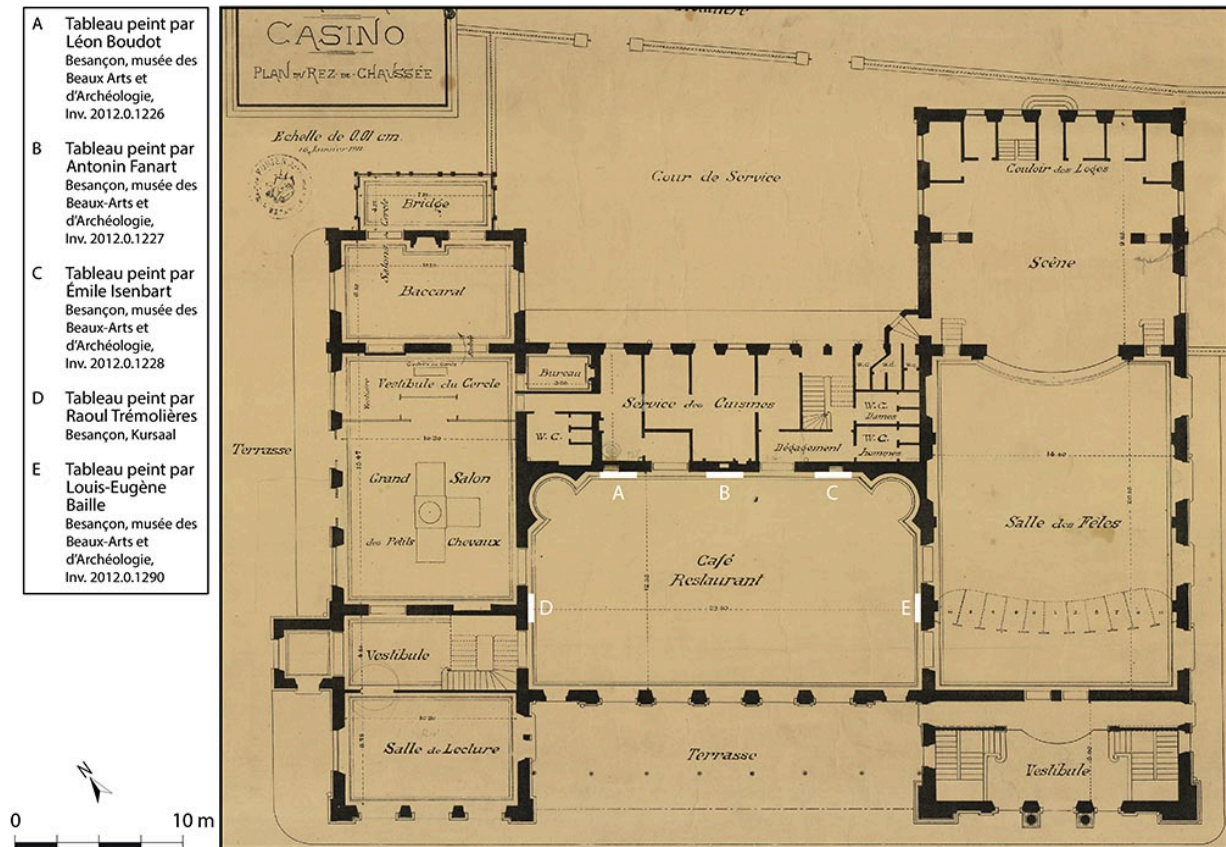 A Tableau peint par
Léon Boudot
Besançon, musée des
Beaux Arts et
d'Archéologie,
Inv. 2012.0.1226
B Tableau peint par
Antonin Fanart
Besançon, musée des
Beaux-Arts et
d'Archéologie,
Inv. 2012.0.1227
C Tableau peint par
Émile Isenbart
Besançon, musée des
Beaux-Arts et
d'Archéologie,
Inv. 2012.0.1228
D Tableau peint par
Raoul Trémolières
Besançon, Kursaal
E Tableau peint par
Louis-Eugène
Baille
Besançon, musée des
Beaux-Arts et
d'Archéologie,
Inv. 2012.0.1290
N
0 10 m
CASINO
PLAN DU REZ-DE-CHAUSSÉE
Echelle de 0.01 cm.
Cour de Service
Couloir des Loges
Scène
Bridge
Salons Cercle
Baccarat
Vestibule du Cercle
Bureau
Service des Cuisines
W.C.
W.C.
Dames
W.C.
hommes
Dégagement
Terrasse
Grand Salon
des Petits Chevaux
A
B
C
D
E
Café
Restaurant
23.50
Salle des Fêtes
Vestibule
Salle de Lecture
Terrasse
Vestibule